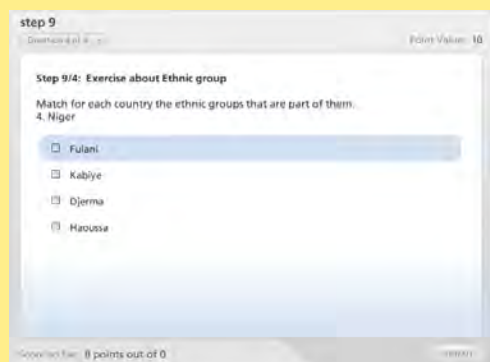 step 9
Point Value: 10
Step 9/4: Exercise about Ethnic group
Match for each country the ethnic groups that are part of them.
4. Niger
Fulani
Kabiye
Djerma
Haoussa
8 points out of 0